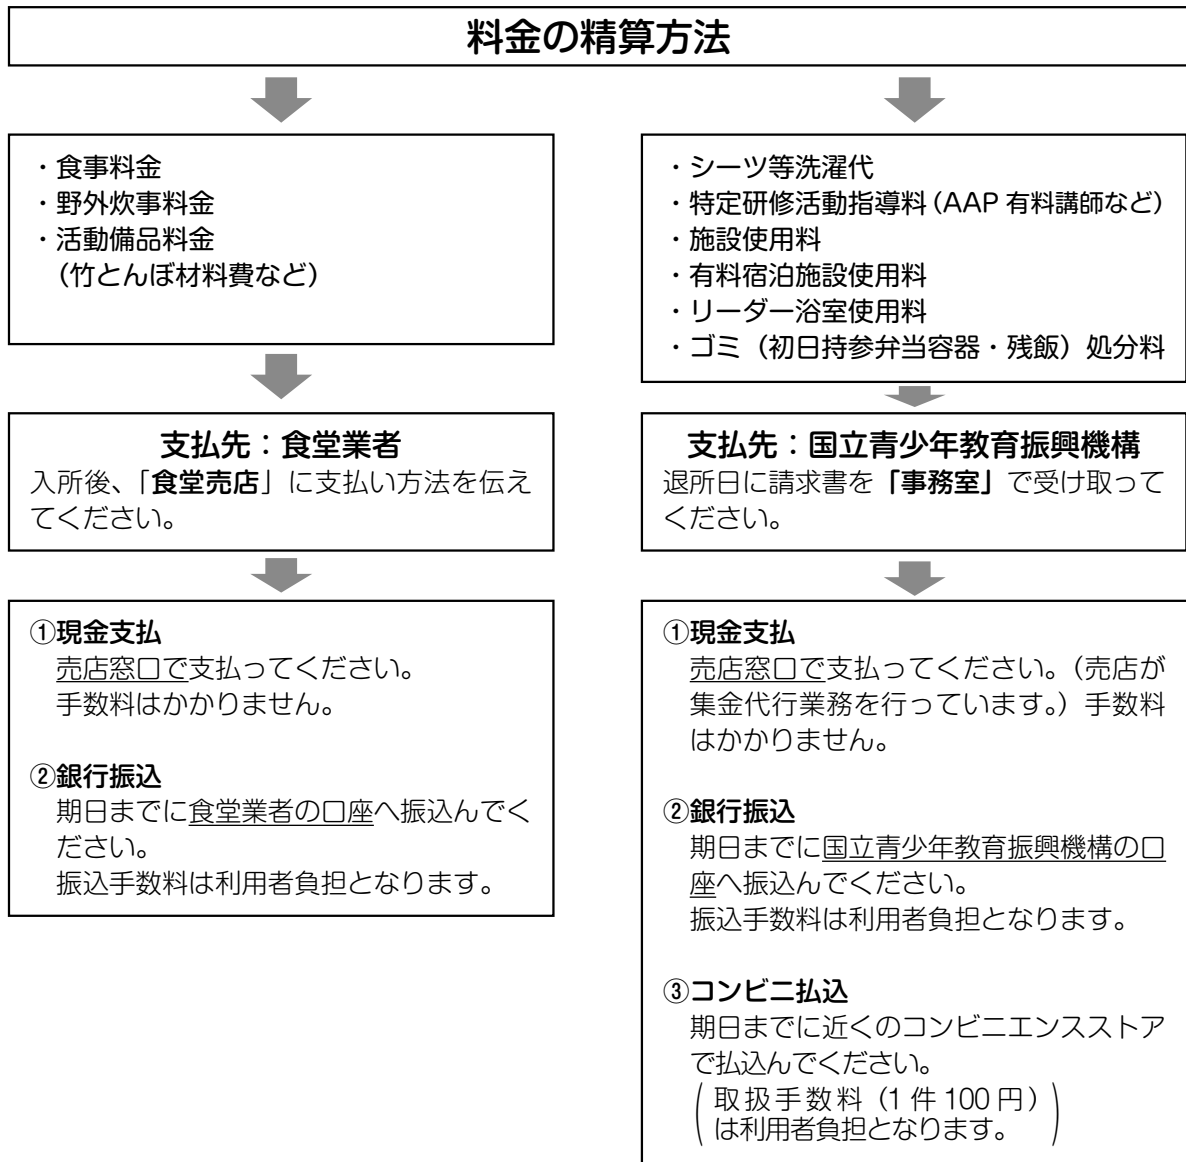 料金の精算方法
・食事料金
・野外炊事料金
・活動備品料金
（竹とんぼ材料費など）
支払先：食堂業者
入所後、「食堂売店」に支払い方法を伝え
てください。
①現金支払
売店窓口で支払ってください。
手数料はかかりません。
②銀行振込
期日までに食堂業者の口座へ振込んでく
ださい。
振込手数料は利用者負担となります。
・シーツ等洗濯代
・特定研修活動指導料（AAP 有料講師など）
・施設使用料
・有料宿泊施設使用料
・リーダー浴室使用料
・ゴミ（初日持参弁当容器・残飯）処分料
支払先：国立青少年教育振興機構
退所日に請求書を「事務室」で受け取って
ください。
①現金支払
売店窓口で支払ってください。（売店が
集金代行業務を行っています。）手数料
はかかりません。
②銀行振込
期日までに国立青少年教育振興機構の口
座へ振込んでください。
振込手数料は利用者負担となります。
③コンビニ払込
期日までに近くのコンビニエンスストア
で払込んでください。
（取扱手数料（1 件 100 円）
は利用者負担となります。）